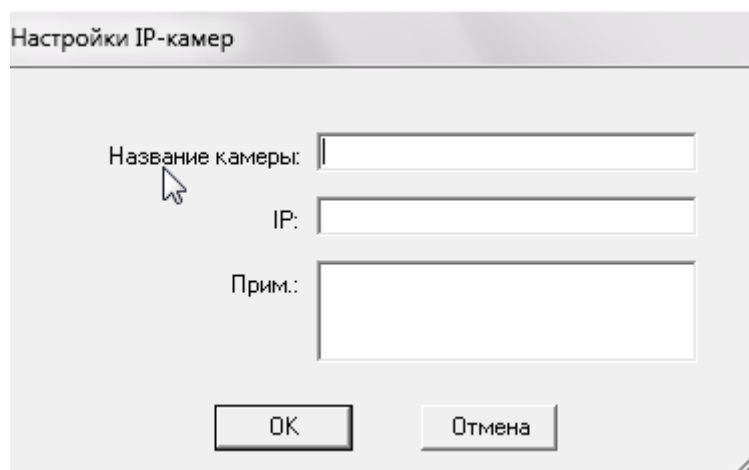 Настройки IP-камер
Название камеры:
IP:
Прим.:
OK Отмена